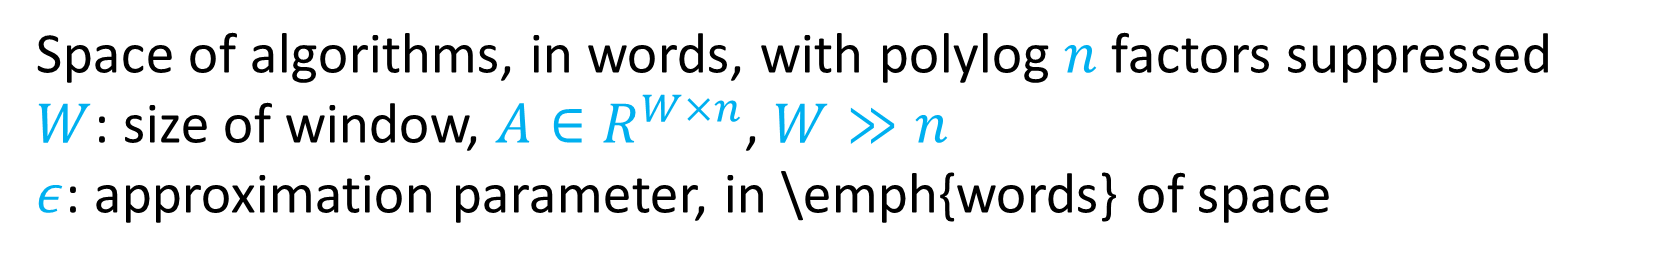 Space of algorithms, in words, with polylog n factors suppressed
W: size of window, A ∈ R^{W×n}, W ≫ n
ϵ: approximation parameter, in \emph{words} of space